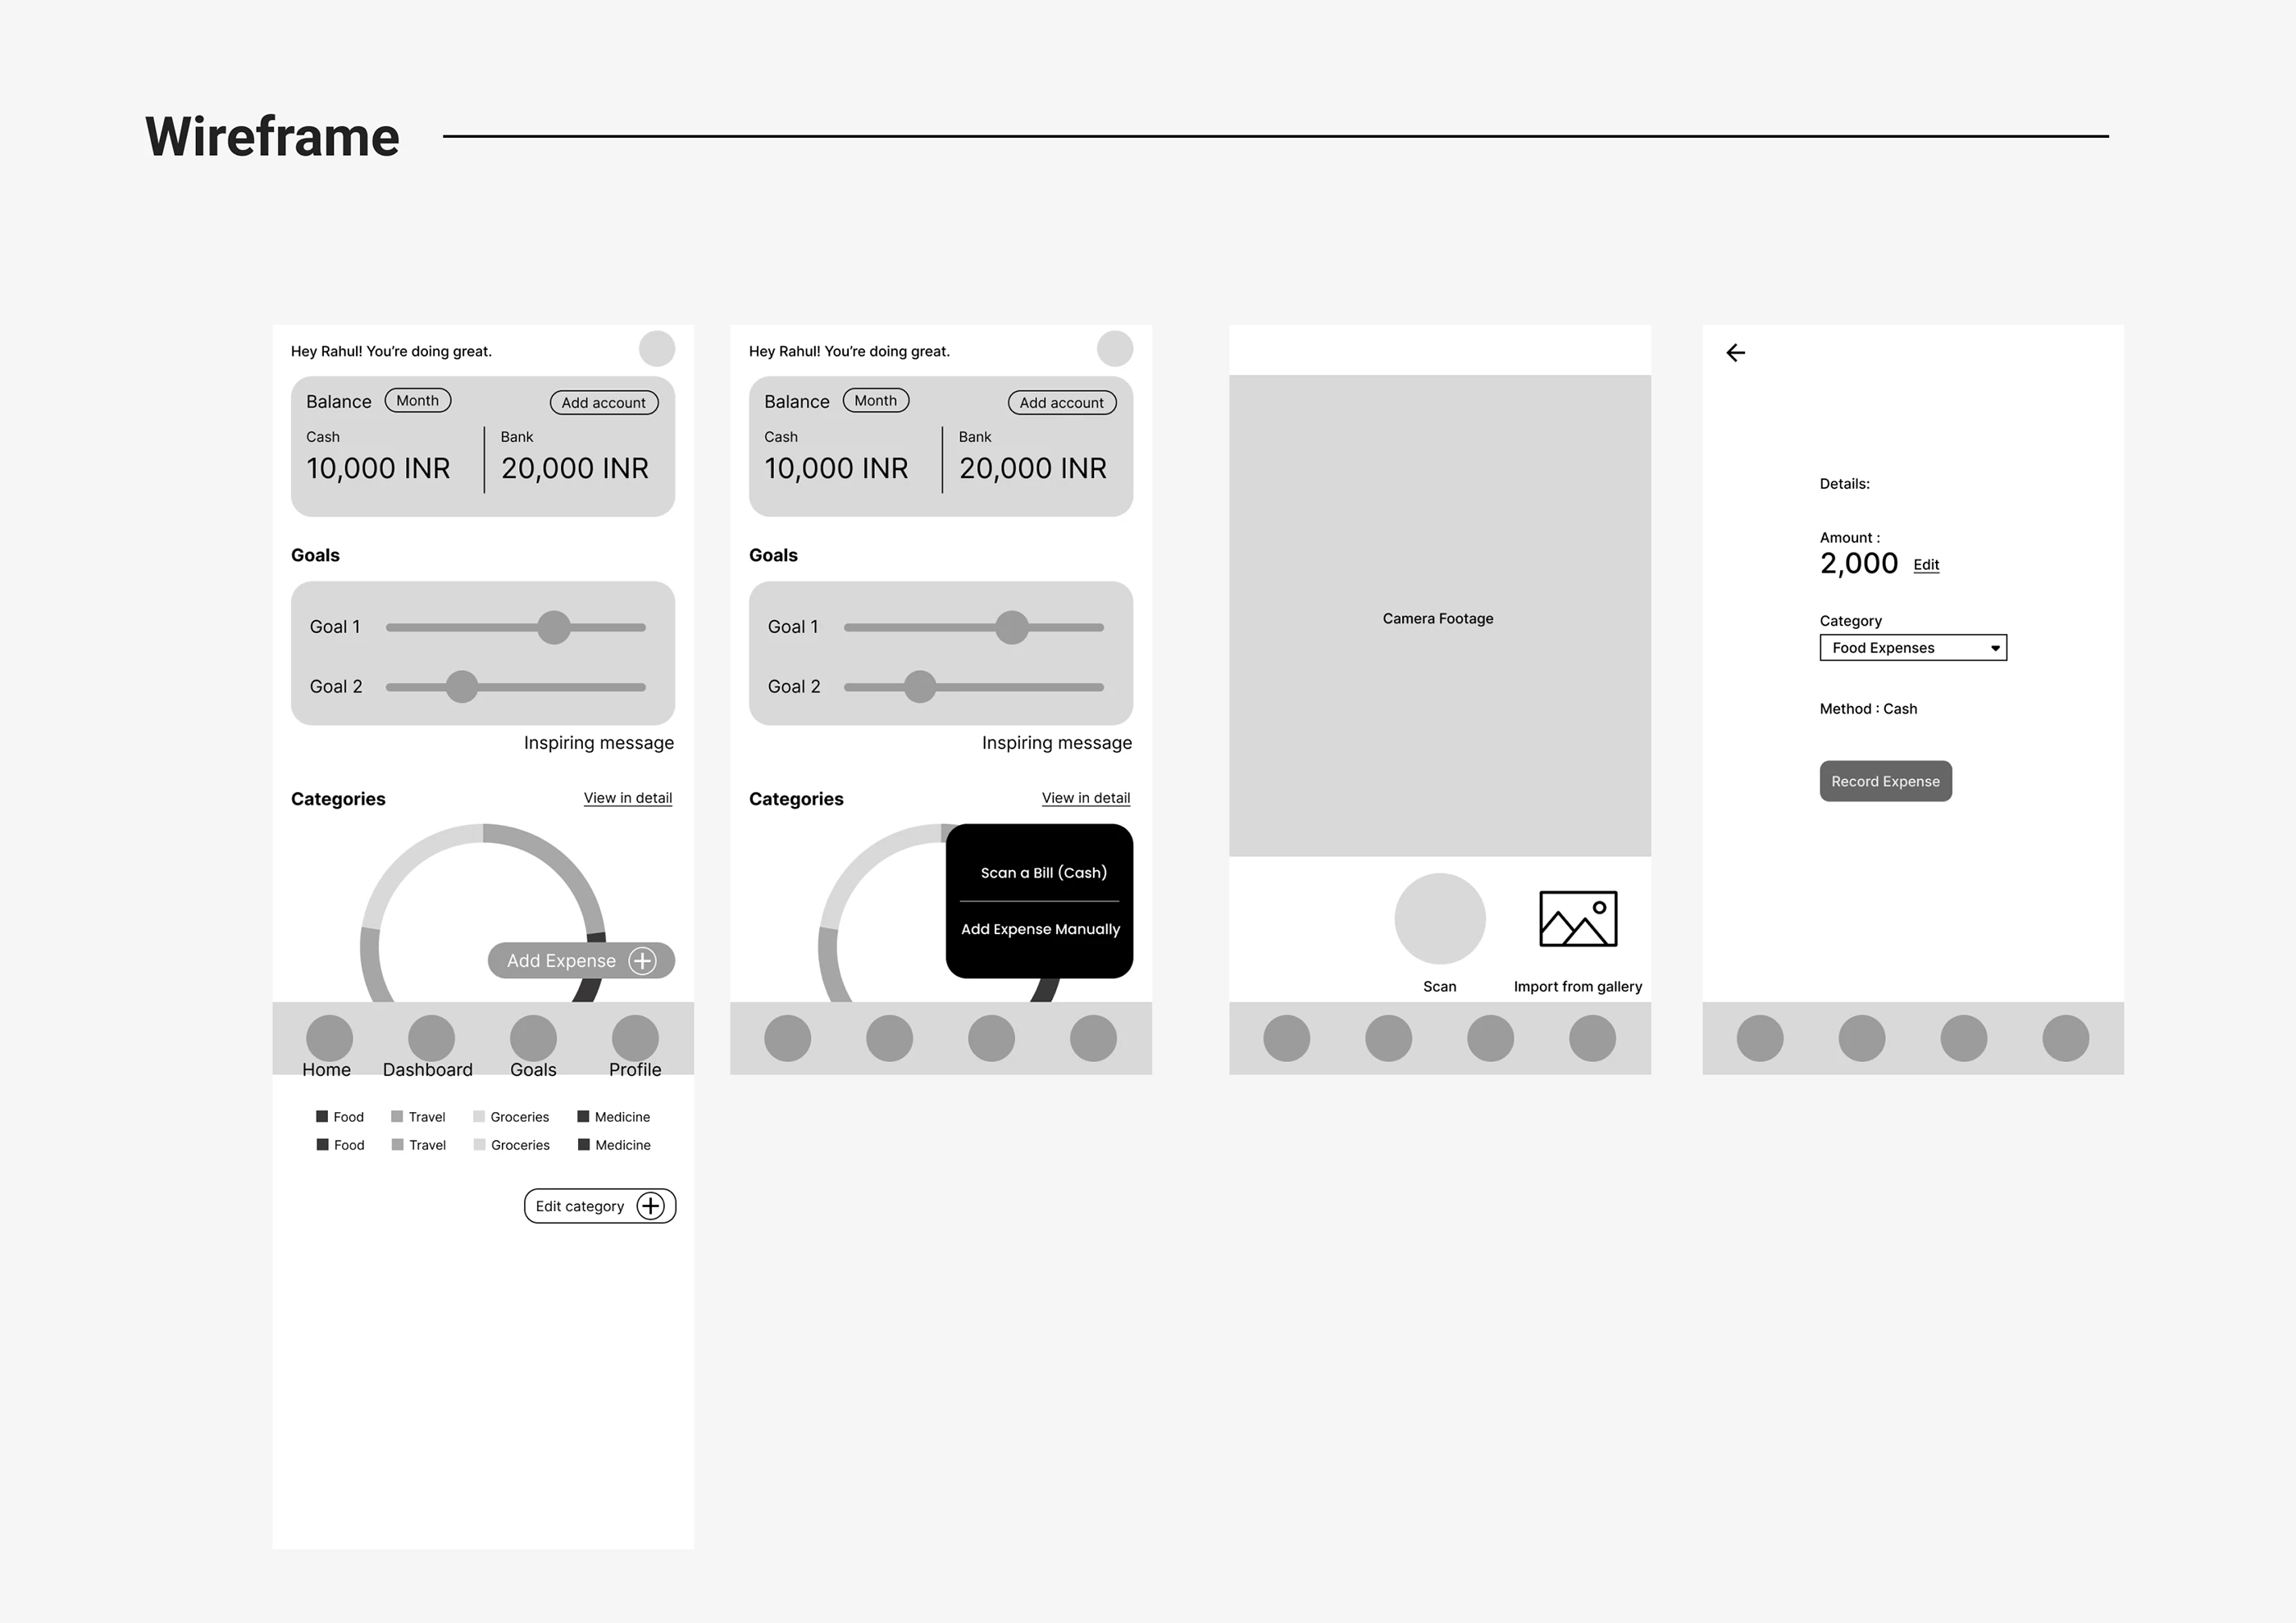 Wireframe
Hey Rahul! You're doing great.
Balance Month Add account
Cash Bank
10,000 INR 20,000 INR
Goals
Goal 1
Goal 2
Inspiring message
Categories View in detail
Add Expense
Home Dashboard Goals Profile
Food Travel Groceries Medicine
Food Travel Groceries Medicine
Edit category
Hey Rahul! You're doing great.
Balance Month Add account
Cash Bank
10,000 INR 20,000 INR
Goals
Goal 1
Goal 2
Inspiring message
Categories View in detail
Scan a Bill (Cash)
Add Expense Manually
Camera Footage
Scan Import from gallery
Details:
Amount :
2,000 Edit
Category
Food Expenses
Method : Cash
Record Expense